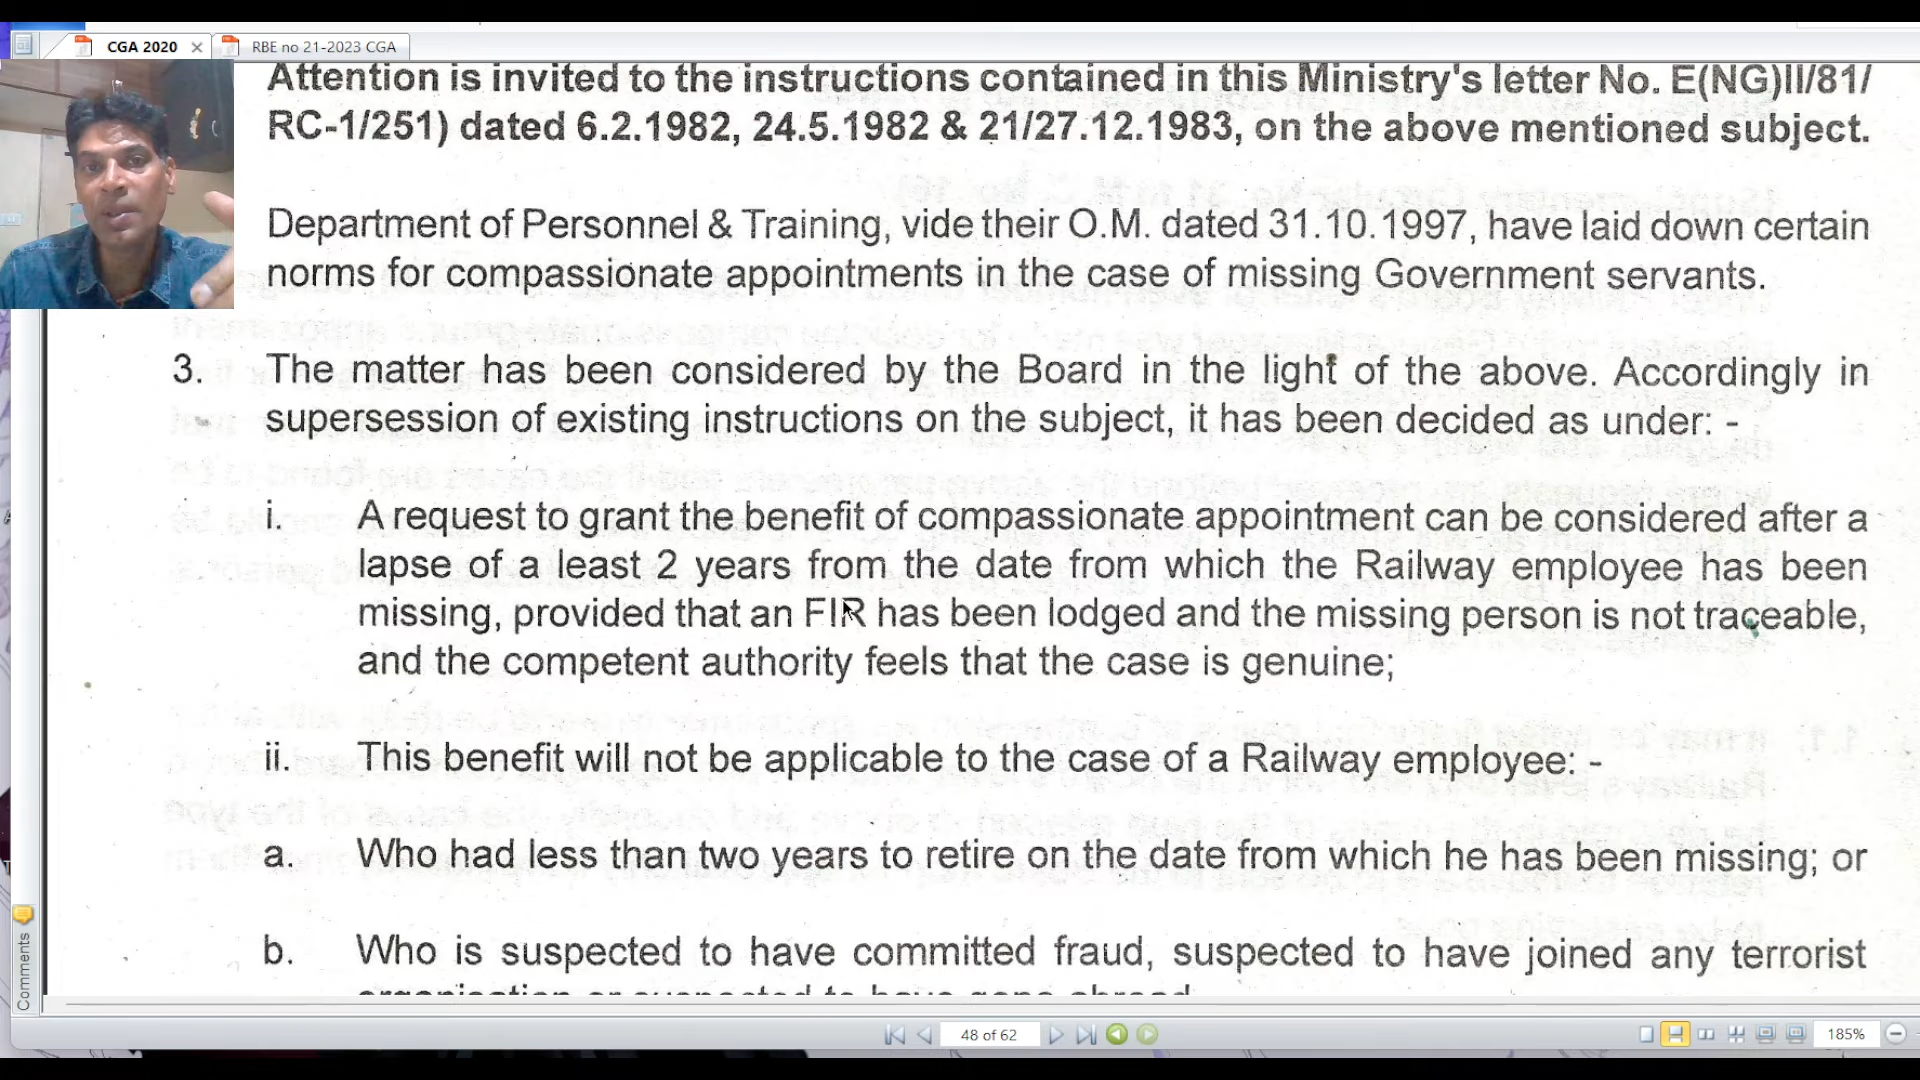 CGA 2020
RBE no 21-2023 CGA
Attention is invited to the instructions contained in this Ministry's letter No. E(NG)II/81/
RC-1/251) dated 6.2.1982, 24.5.1982 & 21/27.12.1983, on the above mentioned subject.
Department of Personnel & Training, vide their O.M. dated 31.10.1997, have laid down certain
norms for compassionate appointments in the case of missing Government servants.
3. The matter has been considered by the Board in the light of the above. Accordingly in
supersession of existing instructions on the subject, it has been decided as under: -
i. A request to grant the benefit of compassionate appointment can be considered after a
lapse of a least 2 years from the date from which the Railway employee has been
missing, provided that an FIR has been lodged and the missing person is not traceable,
and the competent authority feels that the case is genuine;
ii. This benefit will not be applicable to the case of a Railway employee: -
a. Who had less than two years to retire on the date from which he has been missing; or
b. Who is suspected to have committed fraud, suspected to have joined any terrorist
organisation or suspected to have gone abroad
Comments
48 of 62
185%